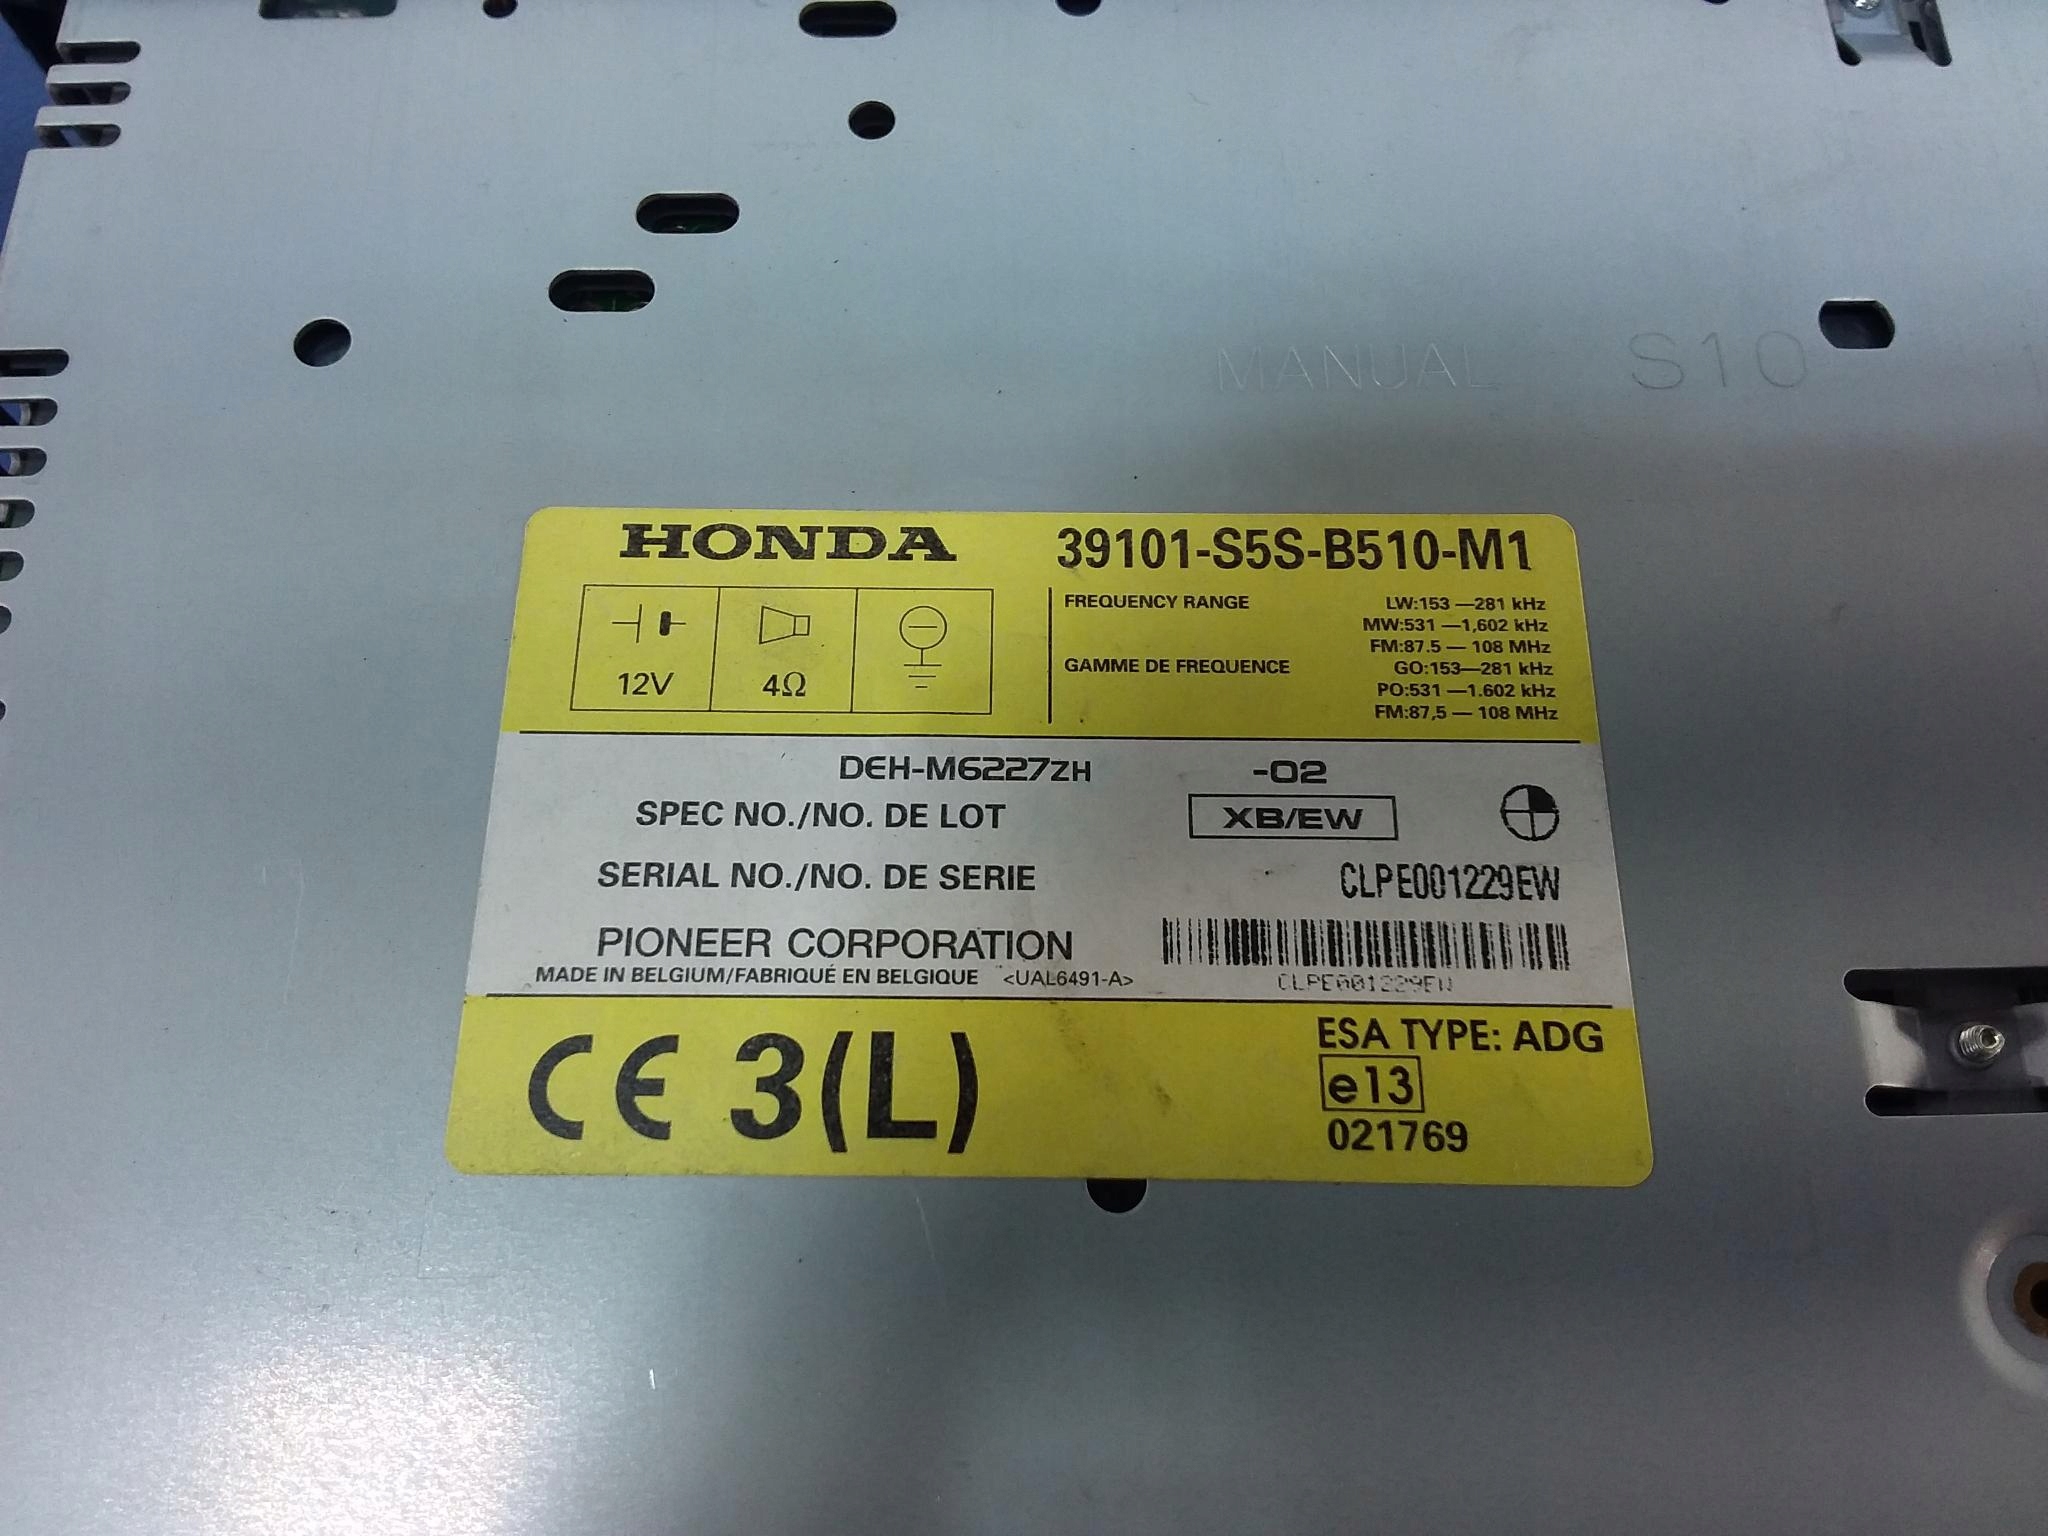 MANUAL S10
HONDA 39101-S5S-B510-M1
12V 4Ω
FREQUENCY RANGE LW:153 —281 kHz
MW:531 —1,602 kHz
FM:87.5 — 108 MHz
GAMME DE FREQUENCE GO:153—281 kHz
PO:531 —1.602 kHz
FM:87,5 — 108 MHz
DEH-M6227ZH -02
SPEC NO./NO. DE LOT XB/EW
SERIAL NO./NO. DE SERIE CLPE001229EW
PIONEER CORPORATION
MADE IN BELGIUM/FABRIQUÉ EN BELGIQUE <UAL6491-A> CLPE001229EW
CE 3(L)
ESA TYPE: ADG
e13
021769